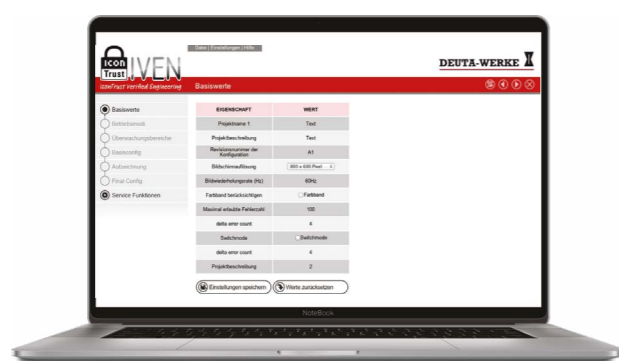 Datei | Einstellungen | Hilfe
icon
Trust
IVEN
iconTrust Verified Engineering
DEUTA-WERKE
Basiswerte
Basiswerte
Betriebsmodi
Überwachungsbereiche
Basisconfig
Aufzeichnung
Final Config
Service Funktionen
EIGENSCHAFT WERT
Projektname 1 Text
Projektbeschreibung Text
Revisionsnummer der
Konfiguration A1
Bildschirmauflösung 800 x 600 Pixel
Bildwiederholungsrate (Hz) 60Hz
Farbband berücksichtigen Farbband
Maximal erlaubte Fehlerzahl 100
delta error count 4
Switchmode Switchmode
delta error count 4
Projektbeschreibung 2
Einstellungen speichern Werte zurücksetzen
NoteBook